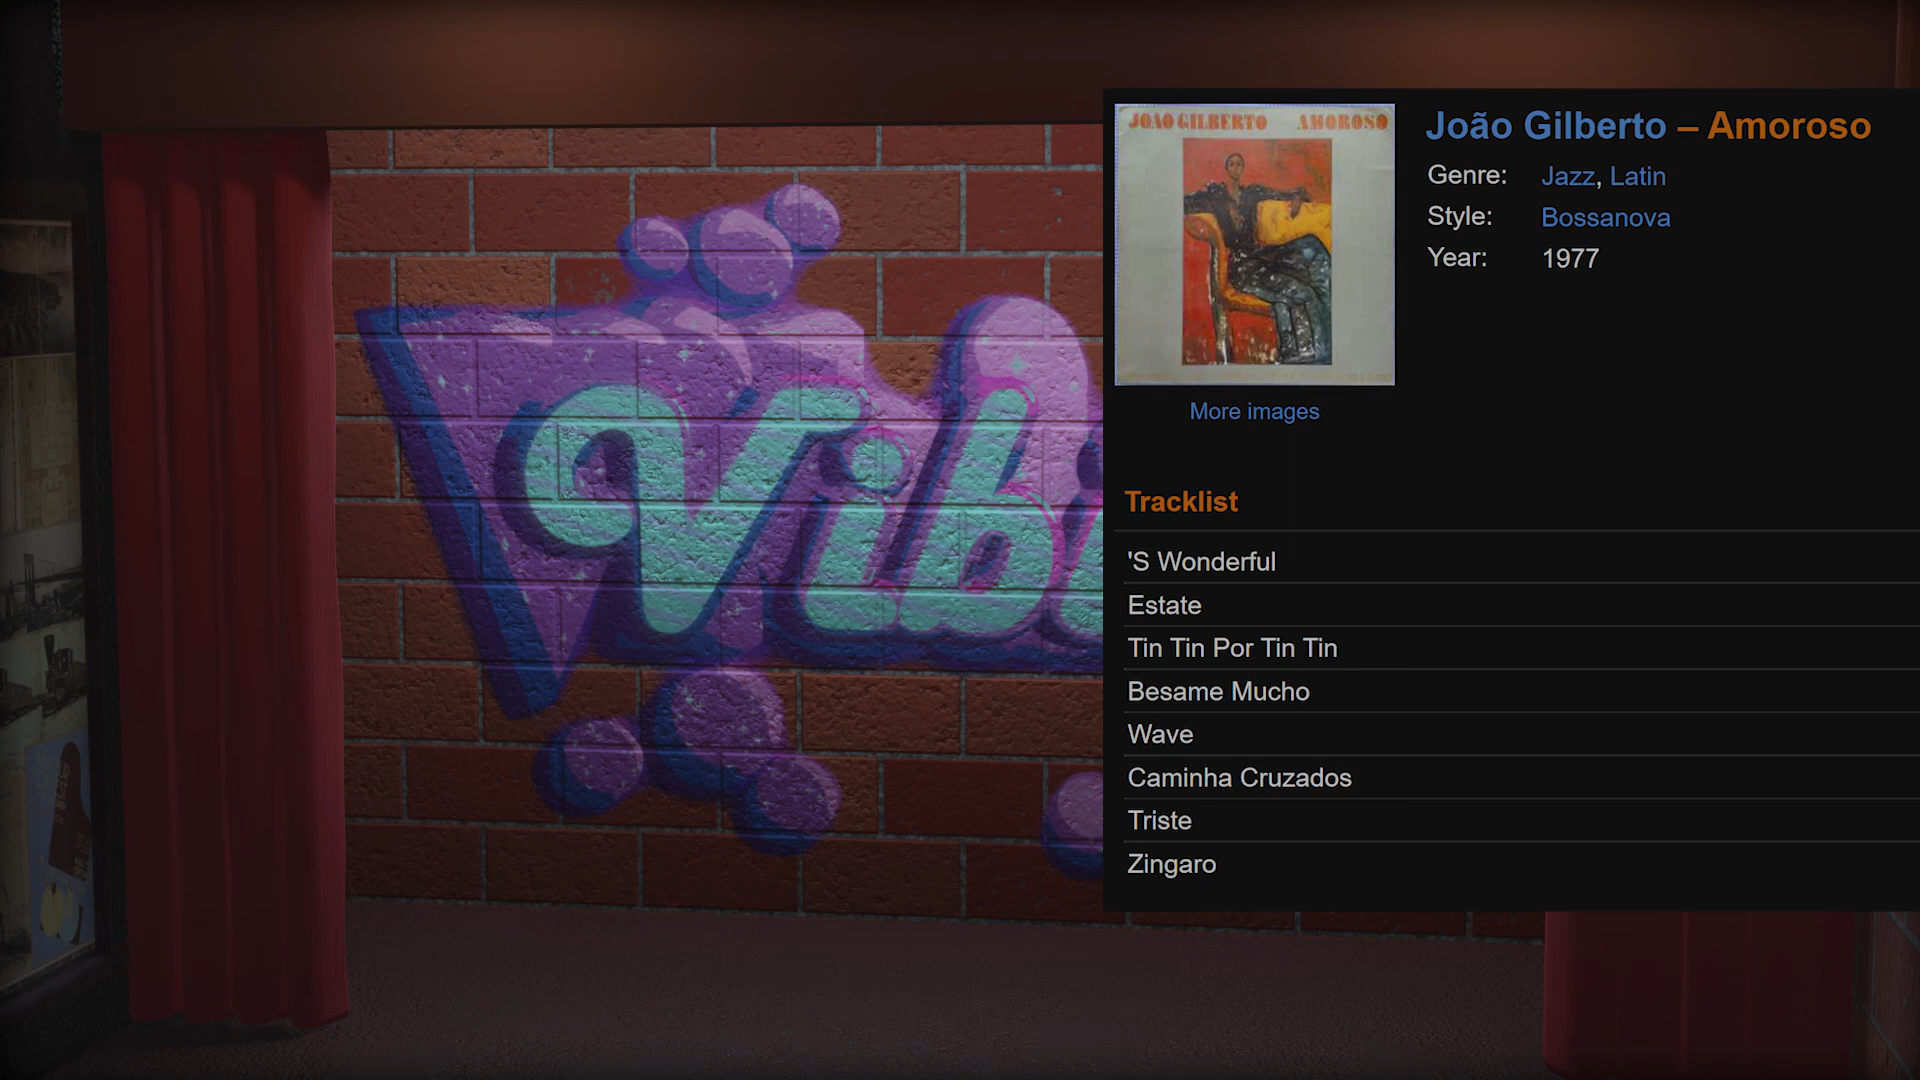 Vib
JOAO GILBERTO AMOROSO
João Gilberto – Amoroso
Genre: Jazz, Latin
Style: Bossanova
Year: 1977
More images
Tracklist
'S Wonderful
Estate
Tin Tin Por Tin Tin
Besame Mucho
Wave
Caminha Cruzados
Triste
Zingaro